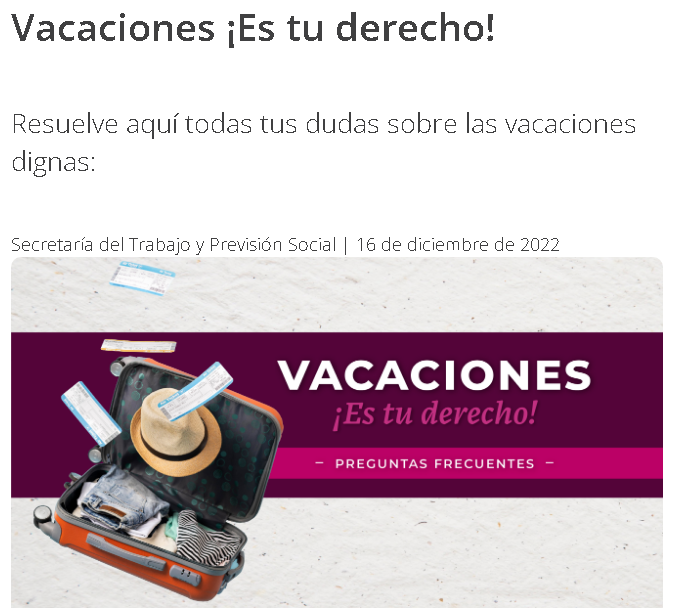 Vacaciones ¡Es tu derecho!
Resuelve aquí todas tus dudas sobre las vacaciones
dignas:
Secretaría del Trabajo y Previsión Social | 16 de diciembre de 2022
VACACIONES
¡Es tu derecho!
– PREGUNTAS FRECUENTES –